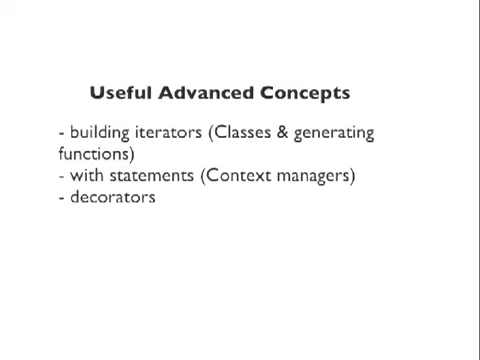 Useful Advanced Concepts
- building iterators (Classes & generating
functions)
- with statements (Context managers)
- decorators